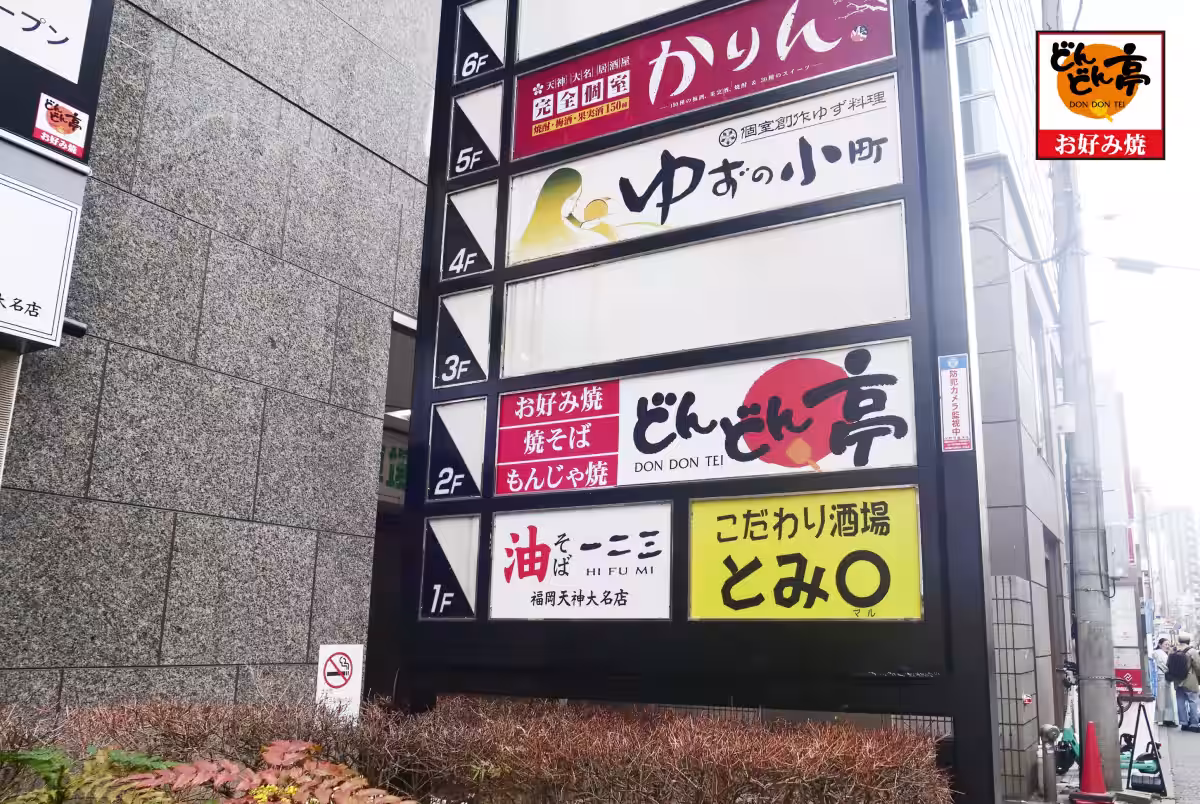 ープン
どんどん亭
お好み焼
大名店
6F
天神大名居酒屋
完全個室
焼酎・梅酒・果実酒150種
かりん
5F
個室創作ゆず料理
ゆずの小町
4F
3F
お好み焼
焼そば
もんじゃ焼
どんどん亭
DON DON TEI
2F
油そば 一二三
HI FU MI
福岡天神大名店
こだわり酒場
とみ〇
マル
1F
防犯カメラ監視中
どんどん亭
DON DON TEI
お好み焼